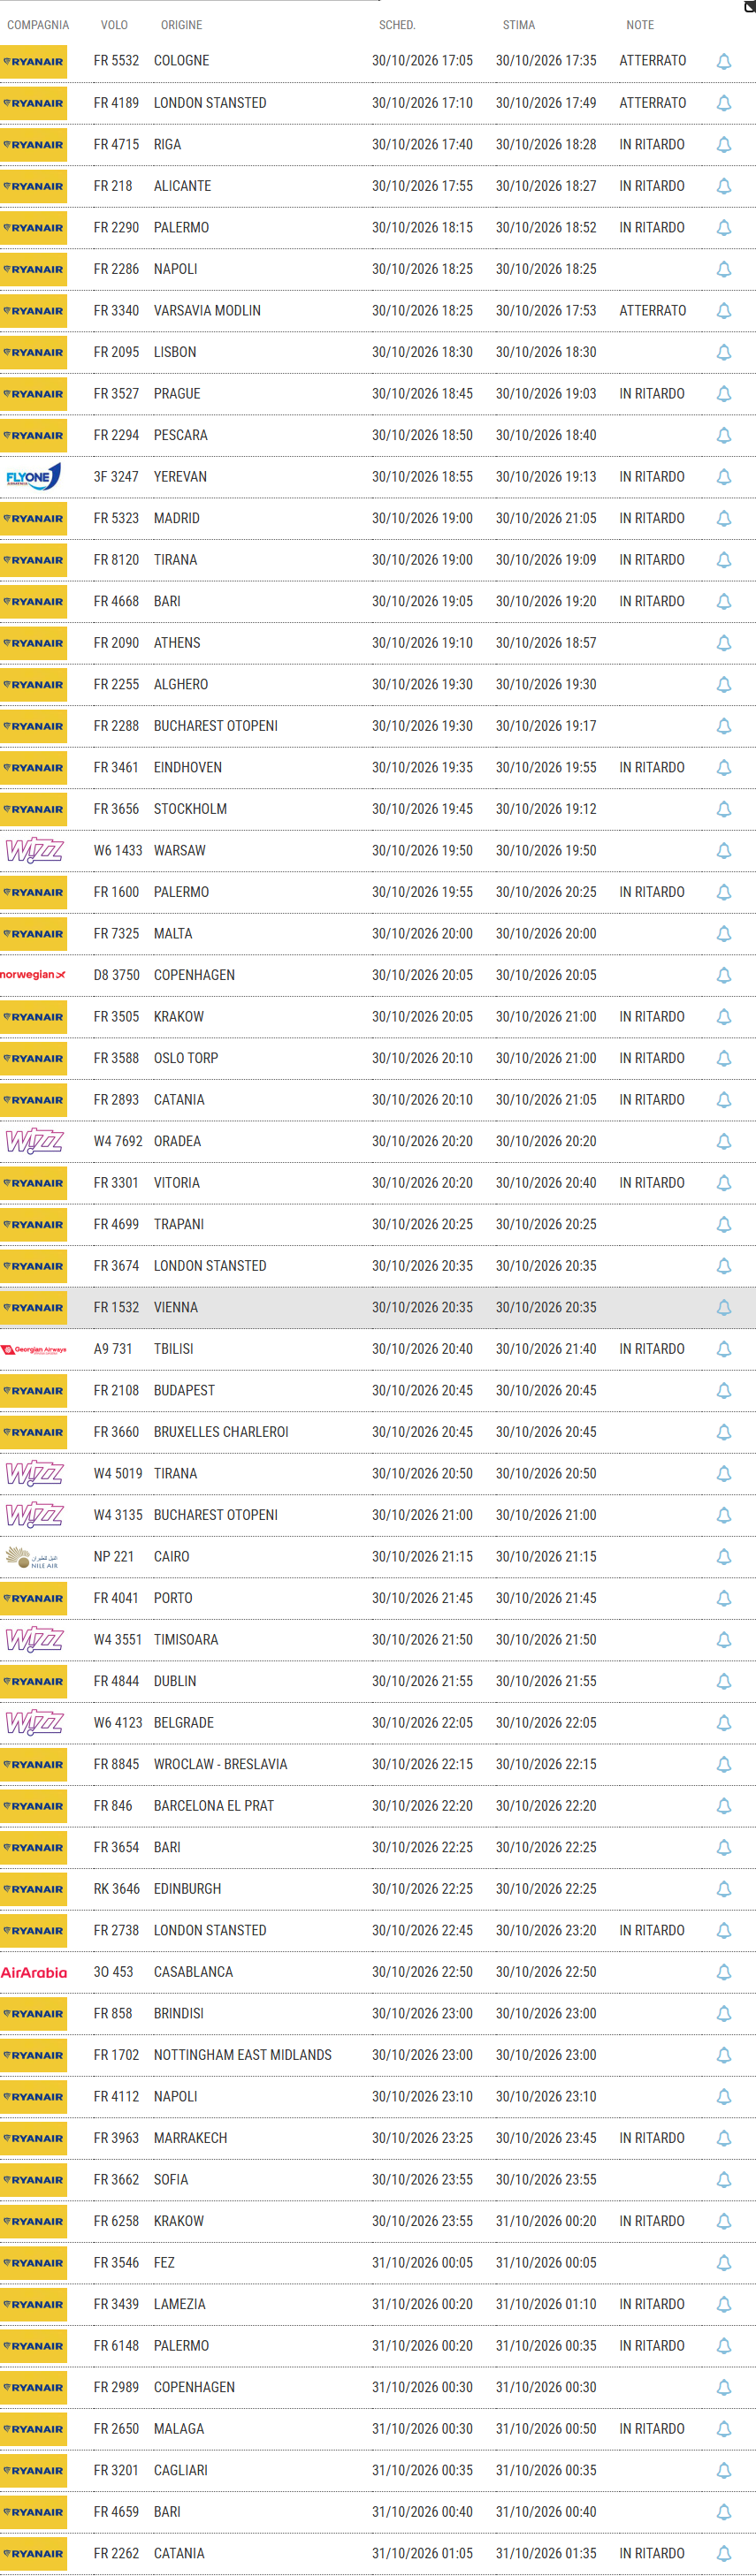 COMPAGNIA VOLO ORIGINE SCHED. STIMA NOTE
RYANAIR FR 5532 COLOGNE 30/10/2026 17:05 30/10/2026 17:35 ATTERRATO
RYANAIR FR 4189 LONDON STANSTED 30/10/2026 17:10 30/10/2026 17:49 ATTERRATO
RYANAIR FR 4715 RIGA 30/10/2026 17:40 30/10/2026 18:28 IN RITARDO
RYANAIR FR 218 ALICANTE 30/10/2026 17:55 30/10/2026 18:27 IN RITARDO
RYANAIR FR 2290 PALERMO 30/10/2026 18:15 30/10/2026 18:52 IN RITARDO
RYANAIR FR 2286 NAPOLI 30/10/2026 18:25 30/10/2026 18:25
RYANAIR FR 3340 VARSAVIA MODLIN 30/10/2026 18:25 30/10/2026 17:53 ATTERRATO
RYANAIR FR 2095 LISBON 30/10/2026 18:30 30/10/2026 18:30
RYANAIR FR 3527 PRAGUE 30/10/2026 18:45 30/10/2026 19:03 IN RITARDO
RYANAIR FR 2294 PESCARA 30/10/2026 18:50 30/10/2026 18:40
FLYONE 3F 3247 YEREVAN 30/10/2026 18:55 30/10/2026 19:13 IN RITARDO
RYANAIR FR 5323 MADRID 30/10/2026 19:00 30/10/2026 21:05 IN RITARDO
RYANAIR FR 8120 TIRANA 30/10/2026 19:00 30/10/2026 19:09 IN RITARDO
RYANAIR FR 4668 BARI 30/10/2026 19:05 30/10/2026 19:20 IN RITARDO
RYANAIR FR 2090 ATHENS 30/10/2026 19:10 30/10/2026 18:57
RYANAIR FR 2255 ALGHERO 30/10/2026 19:30 30/10/2026 19:30
RYANAIR FR 2288 BUCHAREST OTOPENI 30/10/2026 19:30 30/10/2026 19:17
RYANAIR FR 3461 EINDHOVEN 30/10/2026 19:35 30/10/2026 19:55 IN RITARDO
RYANAIR FR 3656 STOCKHOLM 30/10/2026 19:45 30/10/2026 19:12
WIZZ W6 1433 WARSAW 30/10/2026 19:50 30/10/2026 19:50
RYANAIR FR 1600 PALERMO 30/10/2026 19:55 30/10/2026 20:25 IN RITARDO
RYANAIR FR 7325 MALTA 30/10/2026 20:00 30/10/2026 20:00
norwegian D8 3750 COPENHAGEN 30/10/2026 20:05 30/10/2026 20:05
RYANAIR FR 3505 KRAKOW 30/10/2026 20:05 30/10/2026 21:00 IN RITARDO
RYANAIR FR 3588 OSLO TORP 30/10/2026 20:10 30/10/2026 21:00 IN RITARDO
RYANAIR FR 2893 CATANIA 30/10/2026 20:10 30/10/2026 21:05 IN RITARDO
WIZZ W4 7692 ORADEA 30/10/2026 20:20 30/10/2026 20:20
RYANAIR FR 3301 VITORIA 30/10/2026 20:20 30/10/2026 20:40 IN RITARDO
RYANAIR FR 4699 TRAPANI 30/10/2026 20:25 30/10/2026 20:25
RYANAIR FR 3674 LONDON STANSTED 30/10/2026 20:35 30/10/2026 20:35
RYANAIR FR 1532 VIENNA 30/10/2026 20:35 30/10/2026 20:35
Georgian Airways A9 731 TBILISI 30/10/2026 20:40 30/10/2026 21:40 IN RITARDO
RYANAIR FR 2108 BUDAPEST 30/10/2026 20:45 30/10/2026 20:45
RYANAIR FR 3660 BRUXELLES CHARLEROI 30/10/2026 20:45 30/10/2026 20:45
WIZZ W4 5019 TIRANA 30/10/2026 20:50 30/10/2026 20:50
WIZZ W4 3135 BUCHAREST OTOPENI 30/10/2026 21:00 30/10/2026 21:00
النيل للطيران NILE AIR NP 221 CAIRO 30/10/2026 21:15 30/10/2026 21:15
RYANAIR FR 4041 PORTO 30/10/2026 21:45 30/10/2026 21:45
WIZZ W4 3551 TIMISOARA 30/10/2026 21:50 30/10/2026 21:50
RYANAIR FR 4844 DUBLIN 30/10/2026 21:55 30/10/2026 21:55
WIZZ W6 4123 BELGRADE 30/10/2026 22:05 30/10/2026 22:05
RYANAIR FR 8845 WROCLAW - BRESLAVIA 30/10/2026 22:15 30/10/2026 22:15
RYANAIR FR 846 BARCELONA EL PRAT 30/10/2026 22:20 30/10/2026 22:20
RYANAIR FR 3654 BARI 30/10/2026 22:25 30/10/2026 22:25
RYANAIR RK 3646 EDINBURGH 30/10/2026 22:25 30/10/2026 22:25
RYANAIR FR 2738 LONDON STANSTED 30/10/2026 22:45 30/10/2026 23:20 IN RITARDO
AirArabia 3O 453 CASABLANCA 30/10/2026 22:50 30/10/2026 22:50
RYANAIR FR 858 BRINDISI 30/10/2026 23:00 30/10/2026 23:00
RYANAIR FR 1702 NOTTINGHAM EAST MIDLANDS 30/10/2026 23:00 30/10/2026 23:00
RYANAIR FR 4112 NAPOLI 30/10/2026 23:10 30/10/2026 23:10
RYANAIR FR 3963 MARRAKECH 30/10/2026 23:25 30/10/2026 23:45 IN RITARDO
RYANAIR FR 3662 SOFIA 30/10/2026 23:55 30/10/2026 23:55
RYANAIR FR 6258 KRAKOW 30/10/2026 23:55 31/10/2026 00:20 IN RITARDO
RYANAIR FR 3546 FEZ 31/10/2026 00:05 31/10/2026 00:05
RYANAIR FR 3439 LAMEZIA 31/10/2026 00:20 31/10/2026 01:10 IN RITARDO
RYANAIR FR 6148 PALERMO 31/10/2026 00:20 31/10/2026 00:35 IN RITARDO
RYANAIR FR 2989 COPENHAGEN 31/10/2026 00:30 31/10/2026 00:30
RYANAIR FR 2650 MALAGA 31/10/2026 00:30 31/10/2026 00:50 IN RITARDO
RYANAIR FR 3201 CAGLIARI 31/10/2026 00:35 31/10/2026 00:35
RYANAIR FR 4659 BARI 31/10/2026 00:40 31/10/2026 00:40
RYANAIR FR 2262 CATANIA 31/10/2026 01:05 31/10/2026 01:35 IN RITARDO